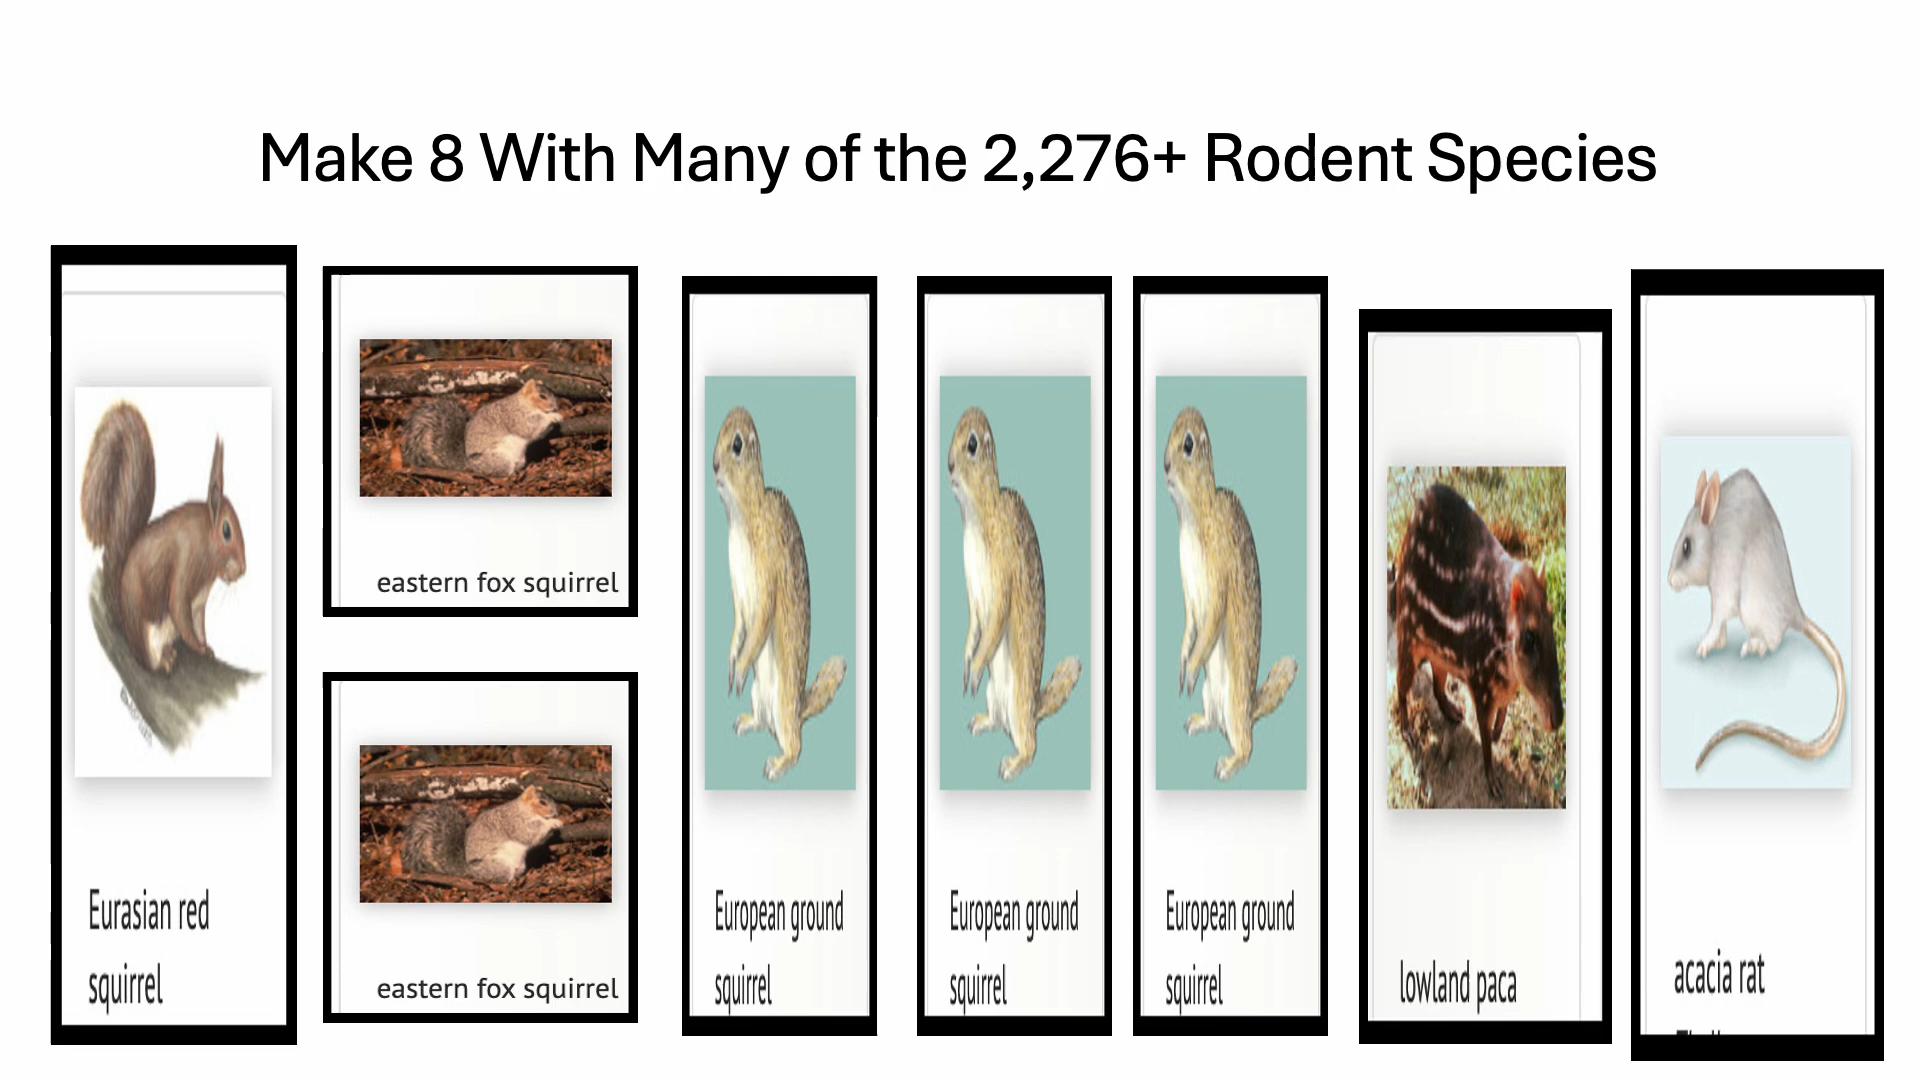 Make 8 With Many of the 2,276+ Rodent Species
Eurasian red
squirrel
eastern fox squirrel
eastern fox squirrel
European ground
squirrel
European ground
squirrel
European ground
squirrel
lowland paca
acacia rat